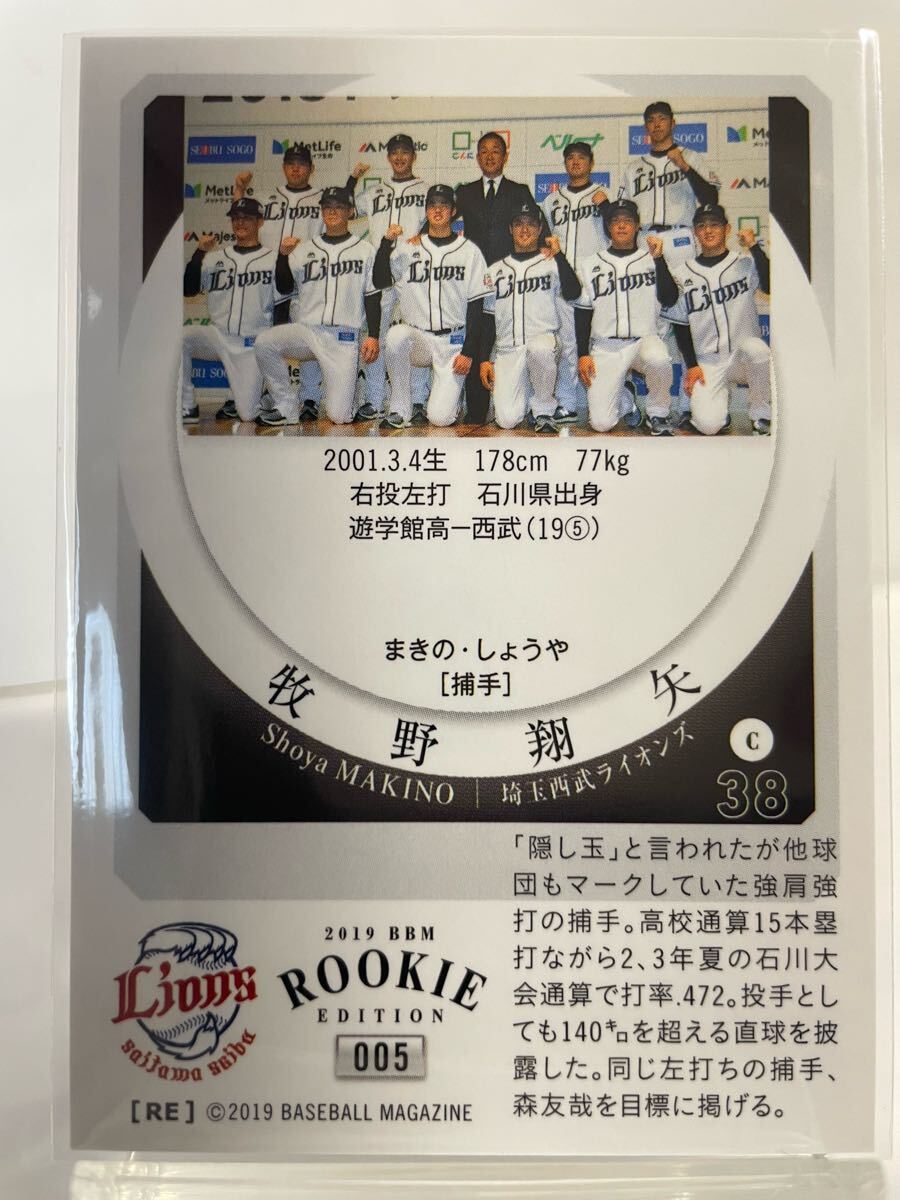 SEIBU SOGO
MetLife
ベルーナ
SEIBU SOGO
MetLife
Majestic
2001.3.4生 178cm 77kg
右投左打 石川県出身
遊学館高ー西武(19⑤)
まきの・しょうや
[捕手]
牧野翔矢
Shoya MAKINO | 埼玉西武ライオンズ
C
38
「隠し玉」と言われたが他球
団もマークしていた強肩強
打の捕手。高校通算15本塁
打ながら2、3年夏の石川大
会通算で打率.472。投手とし
ても140㌔を超える直球を披
露した。同じ左打ちの捕手、
森友哉を目標に掲げる。
Lions
saitama seibu
2019 BBM
ROOKIE
EDITION
005
[RE] ©2019 BASEBALL MAGAZINE